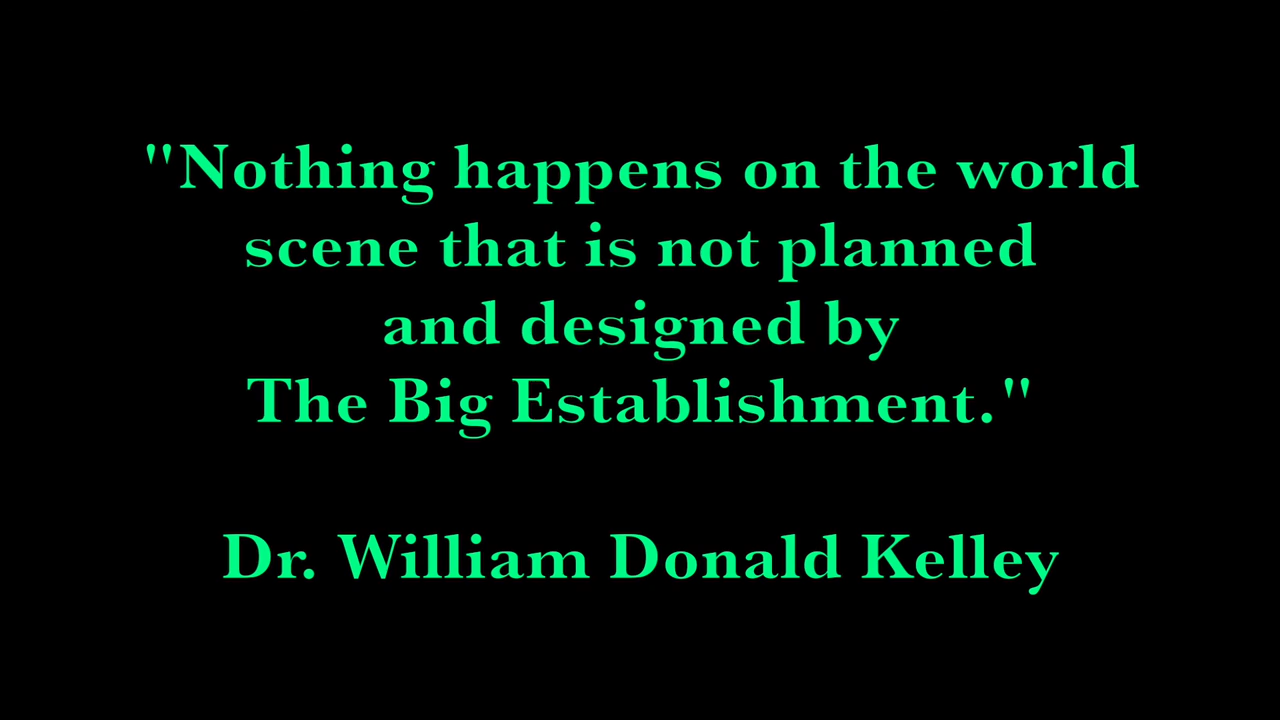 "Nothing happens on the world
scene that is not planned
and designed by
The Big Establishment."
Dr. William Donald Kelley